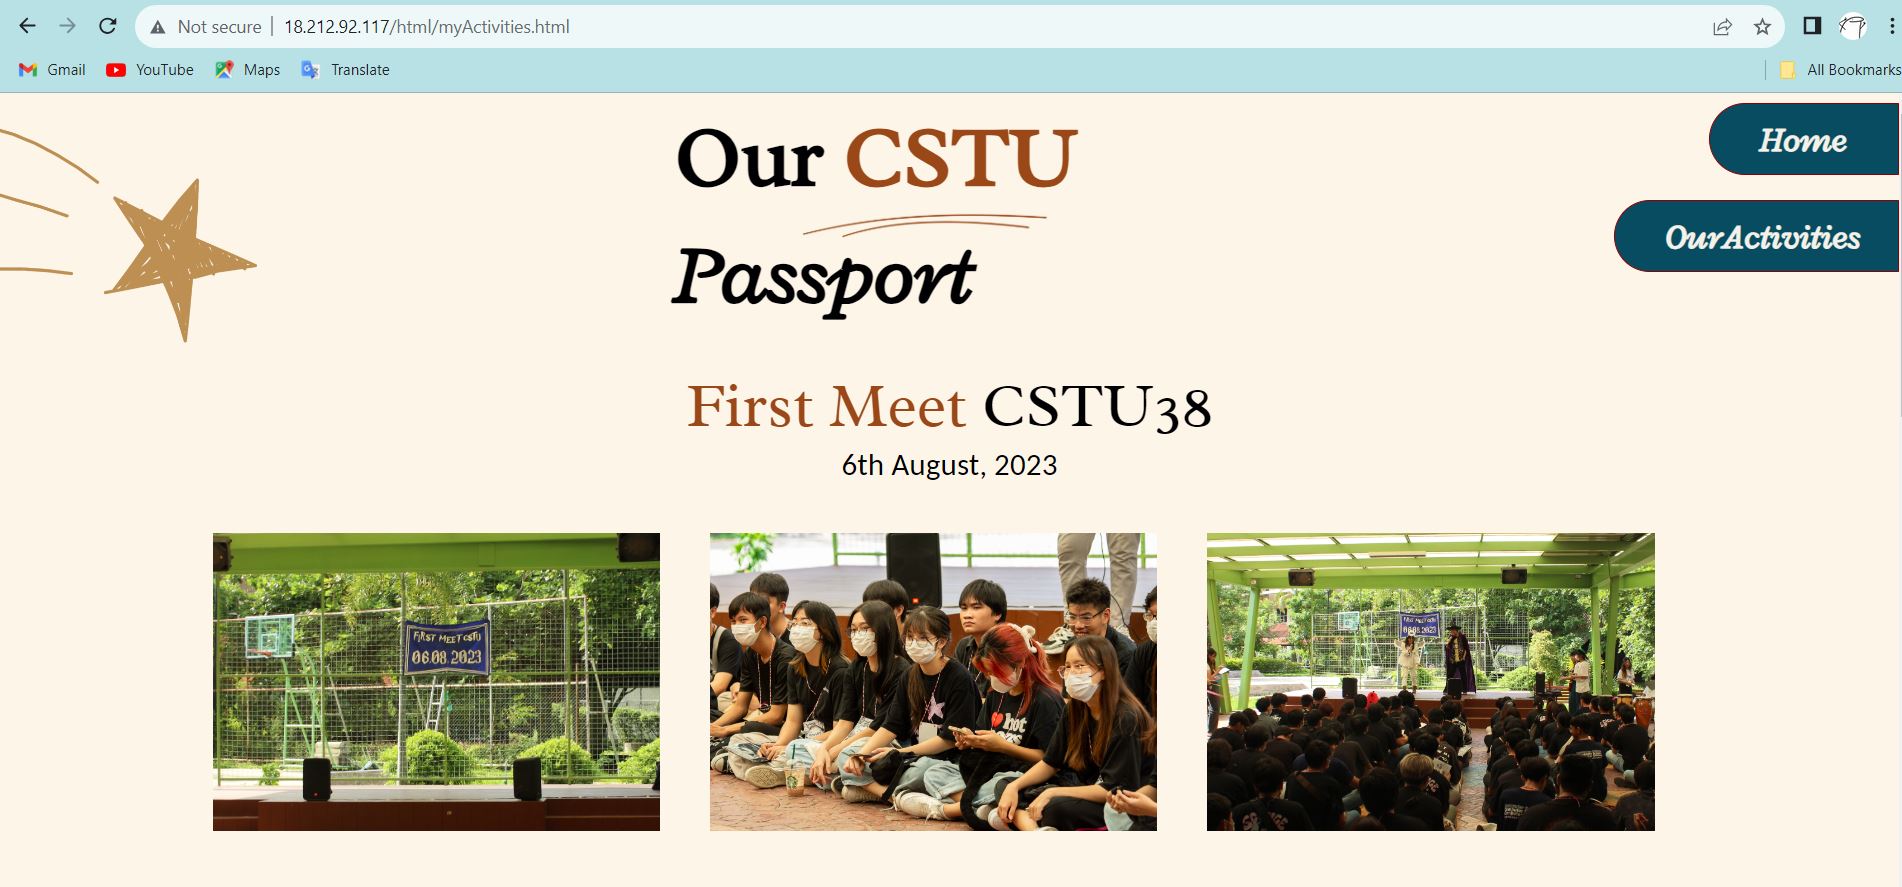 Not secure | 18.212.92.117/html/myActivities.html
Gmail YouTube Maps Translate All Bookmarks
Home
OurActivities
Our CSTU
Passport
First Meet CSTU38
6th August, 2023
FIRST MEET CSTU
06.08.2023
hot
FIRST MEET CSTU
06.08.2023